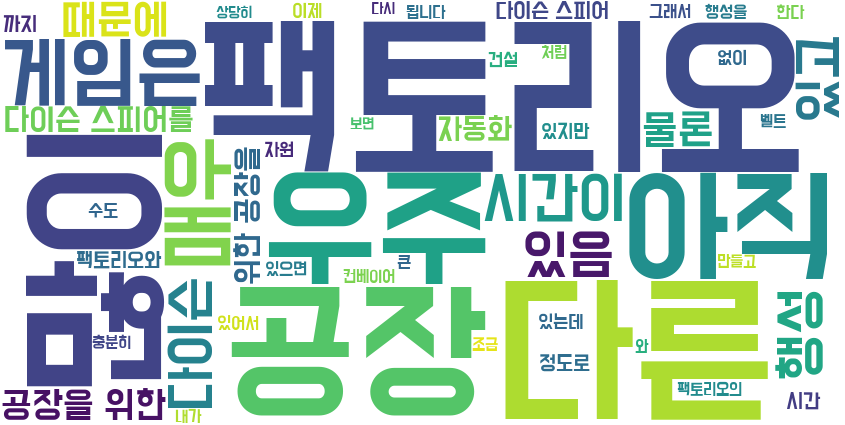 까지
때문에
상당히
이제
다시
됩니다
다이슨 스피어
그래서
행성을
한다
게임은
팩토리오
건설
처럼
없이
있고
다이슨 스피어를
보면
자동화
있지만
물론
벨트
많이
자원
위한 공장을
우주
시간이
아직
수도
있음
팩토리오와
있으면
컨베이어
큰
만들고
다이슨
공장
다른
행성
충분히
있어서
조금
있는데
와
정도로
팩토리오의
시간
공장을 위한
내가